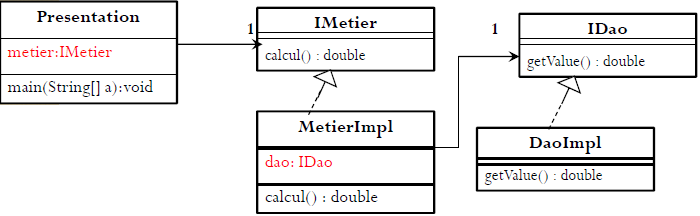 Presentation
metier:IMetier
main(String[] a):void
1
IMetier
calcul() : double
1
IDao
getValue() : double
MetierImpl
dao: IDao
calcul() : double
DaoImpl
getValue() : double